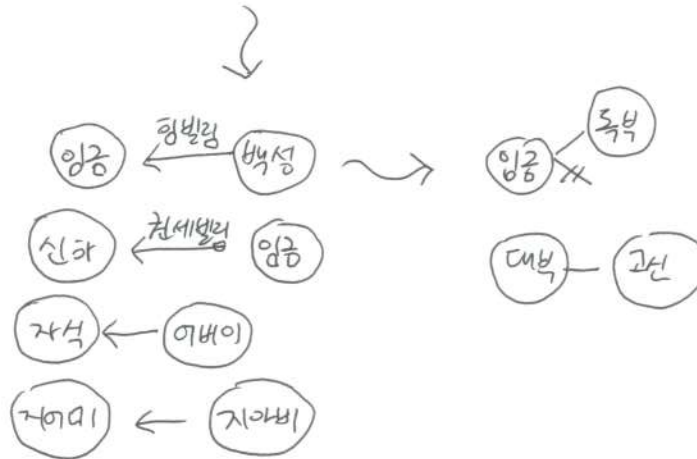 힘빌림
임금 백성
독부
임금
권세빌림
신하 임금
대부 고신
자식 어버이
지어미 지아비